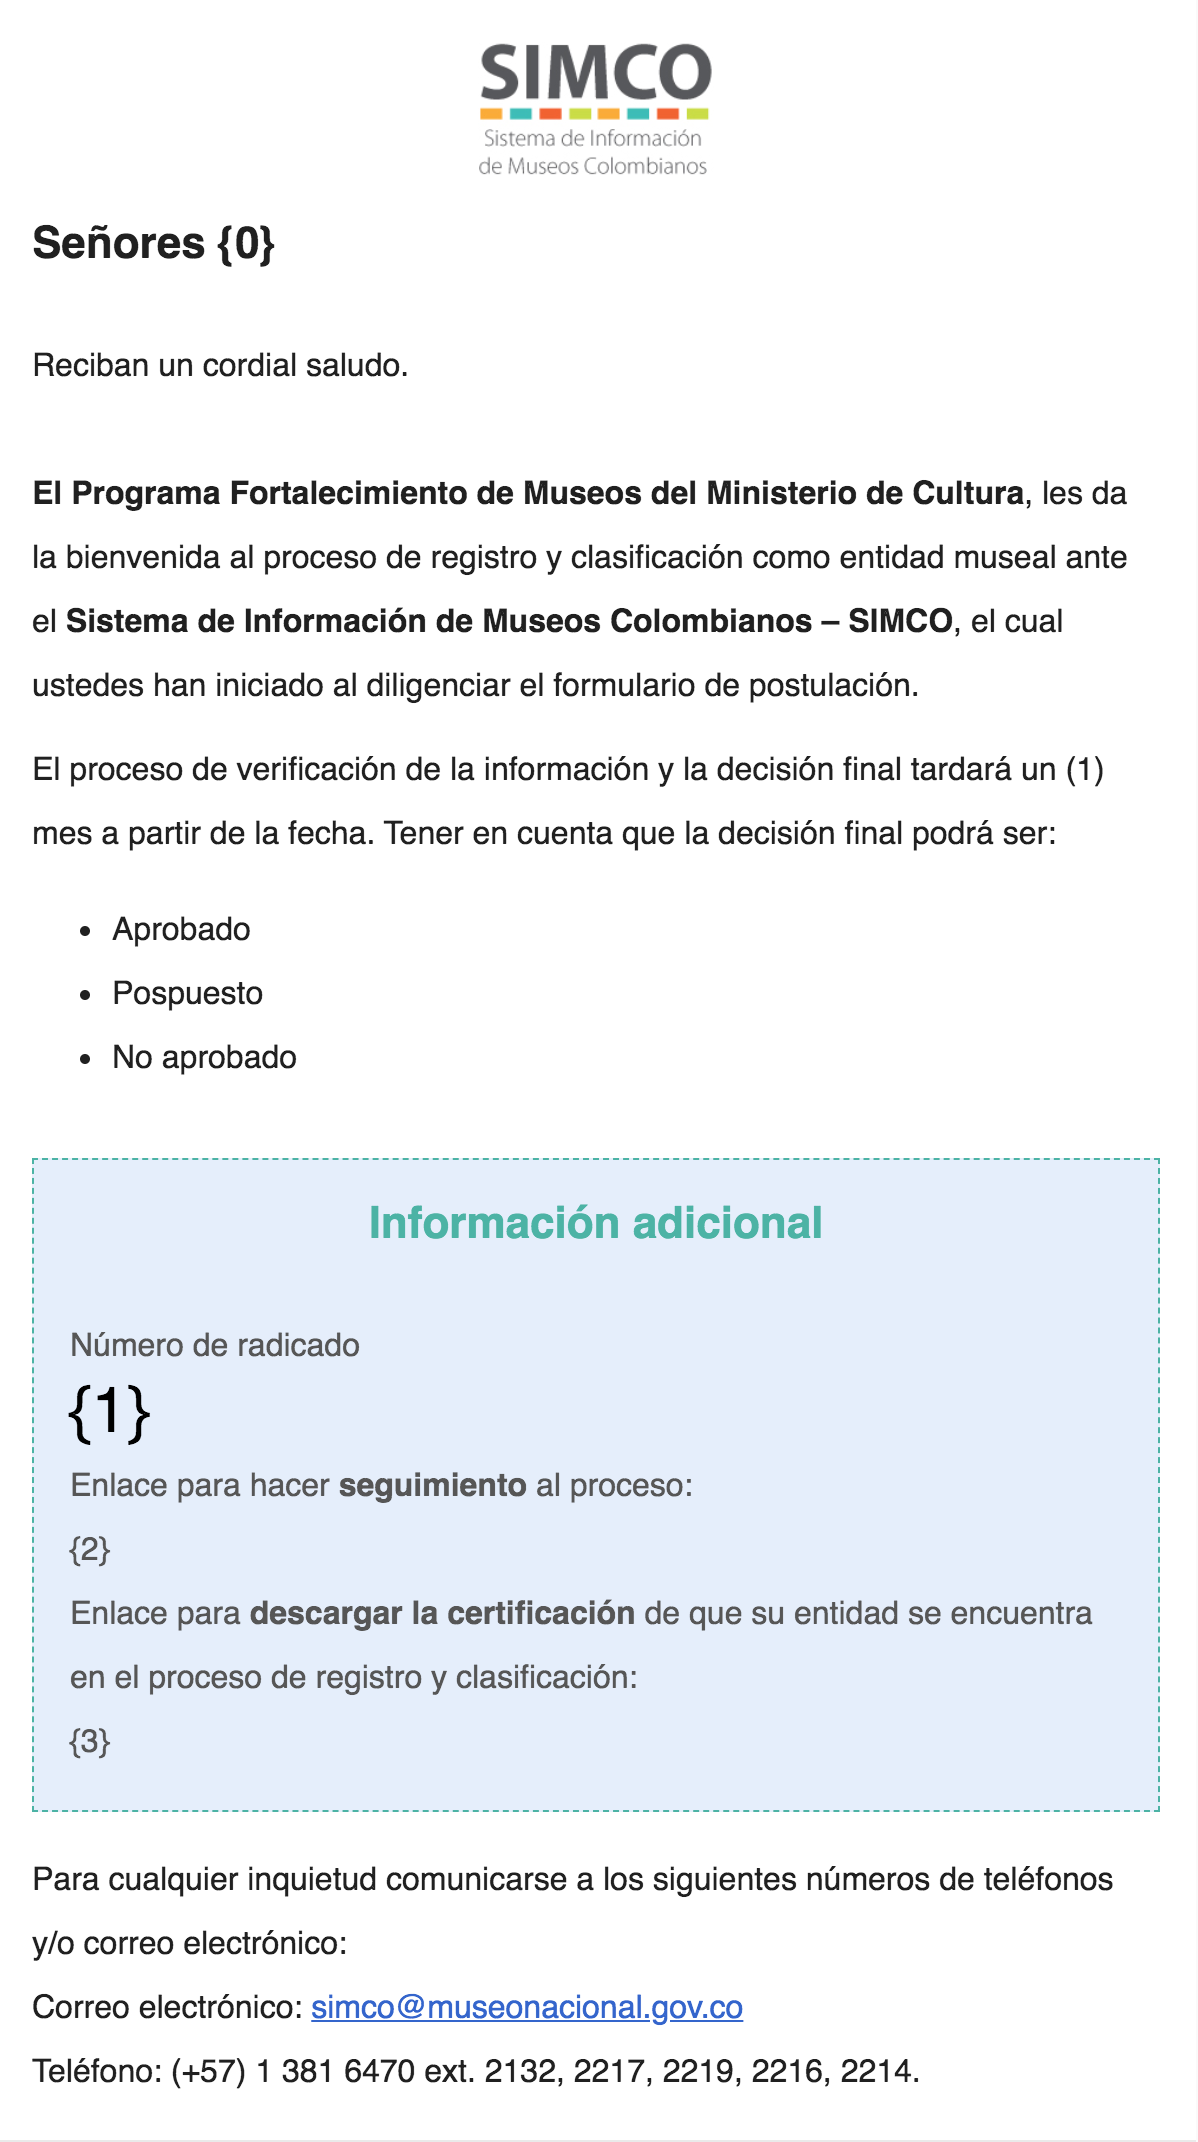 SIMCO
Sistema de Información
de Museos Colombianos
Señores {0}
Reciban un cordial saludo.
El Programa Fortalecimiento de Museos del Ministerio de Cultura, les da
la bienvenida al proceso de registro y clasificación como entidad museal ante
el Sistema de Información de Museos Colombianos – SIMCO, el cual
ustedes han iniciado al diligenciar el formulario de postulación.
El proceso de verificación de la información y la decisión final tardará un (1)
mes a partir de la fecha. Tener en cuenta que la decisión final podrá ser:
• Aprobado
• Pospuesto
• No aprobado
Información adicional
Número de radicado
{1}
Enlace para hacer seguimiento al proceso:
{2}
Enlace para descargar la certificación de que su entidad se encuentra
en el proceso de registro y clasificación:
{3}
Para cualquier inquietud comunicarse a los siguientes números de teléfonos
y/o correo electrónico:
Correo electrónico: simco@museonacional.gov.co
Teléfono: (+57) 1 381 6470 ext. 2132, 2217, 2219, 2216, 2214.